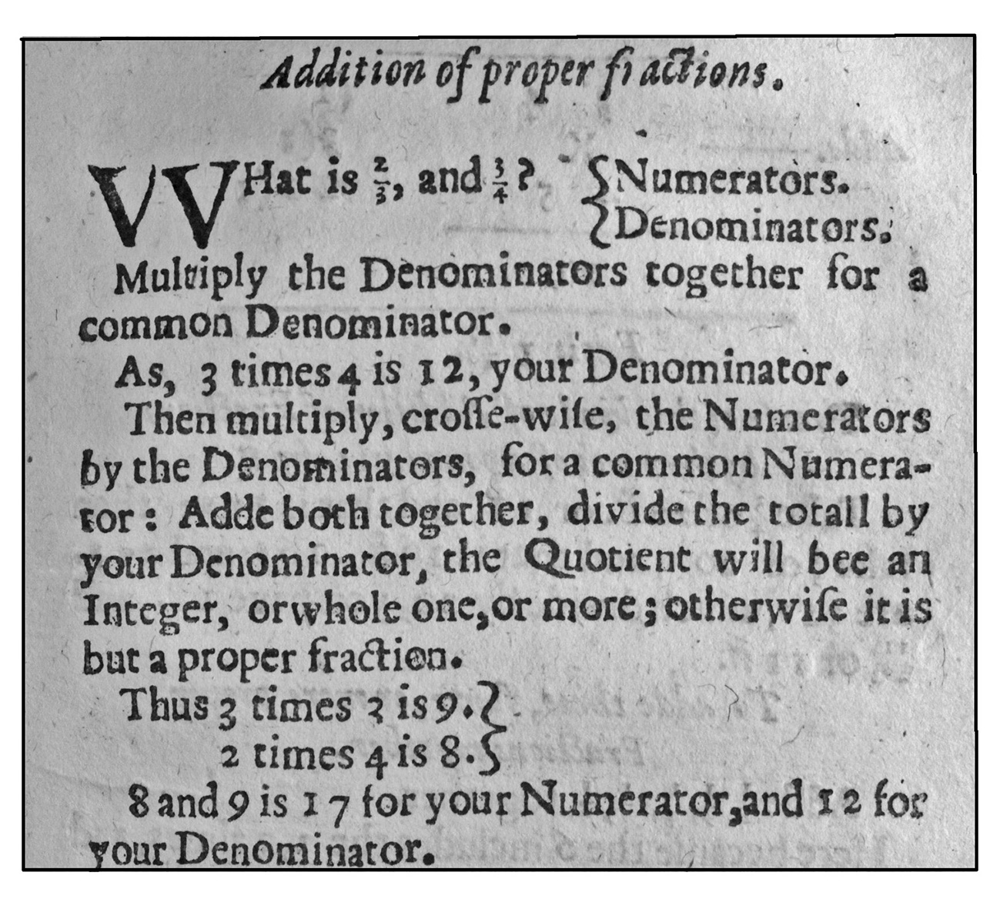 Addition of proper fractions.
VVHat is 2/3, and 3/4? {Numerators.
{Denominators.
Multiply the Denominators together for a
common Denominator.
As, 3 times 4 is 12, your Denominator.
Then multiply, croſſe-wiſe, the Numerators
by the Denominators, for a common Numera-
tor: Adde both together, divide the totall by
your Denominator, the Quotient will bee an
Integer, or whole one, or more; otherwiſe it is
but a proper fraction.
Thus 3 times 3 is 9.}
2 times 4 is 8.}
8 and 9 is 17 for your Numerator, and 12 for
your Denominator.